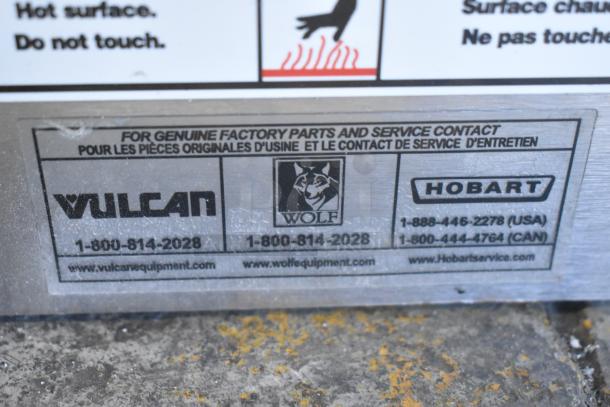 Hot surface.
Do not touch.
Surface chau
Ne pas touche
FOR GENUINE FACTORY PARTS AND SERVICE CONTACT
POUR LES PIÈCES ORIGINALES D'USINE ET LE CONTACT DE SERVICE D'ENTRETIEN
VULCAN
1-800-814-2028
www.vulcanequipment.com
WOLF
1-800-814-2028
www.wolfequipment.com
HOBART
1-888-446-2278 (USA)
1-800-444-4764 (CAN)
www.Hobartservice.com